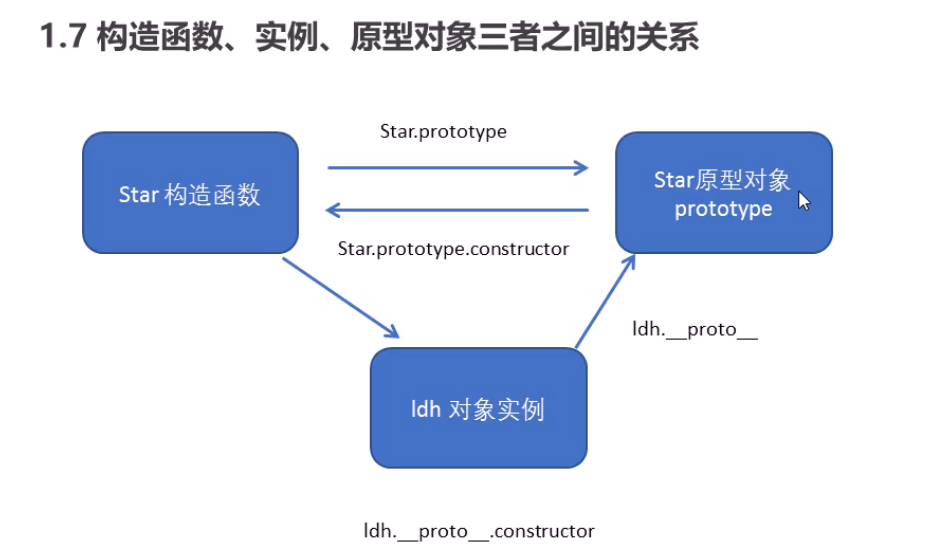 1.7 构造函数、实例、原型对象三者之间的关系
Star.prototype
Star 构造函数
Star原型对象
prototype
Star.prototype.constructor
ldh.__proto__
ldh 对象实例
ldh.__proto__.constructor